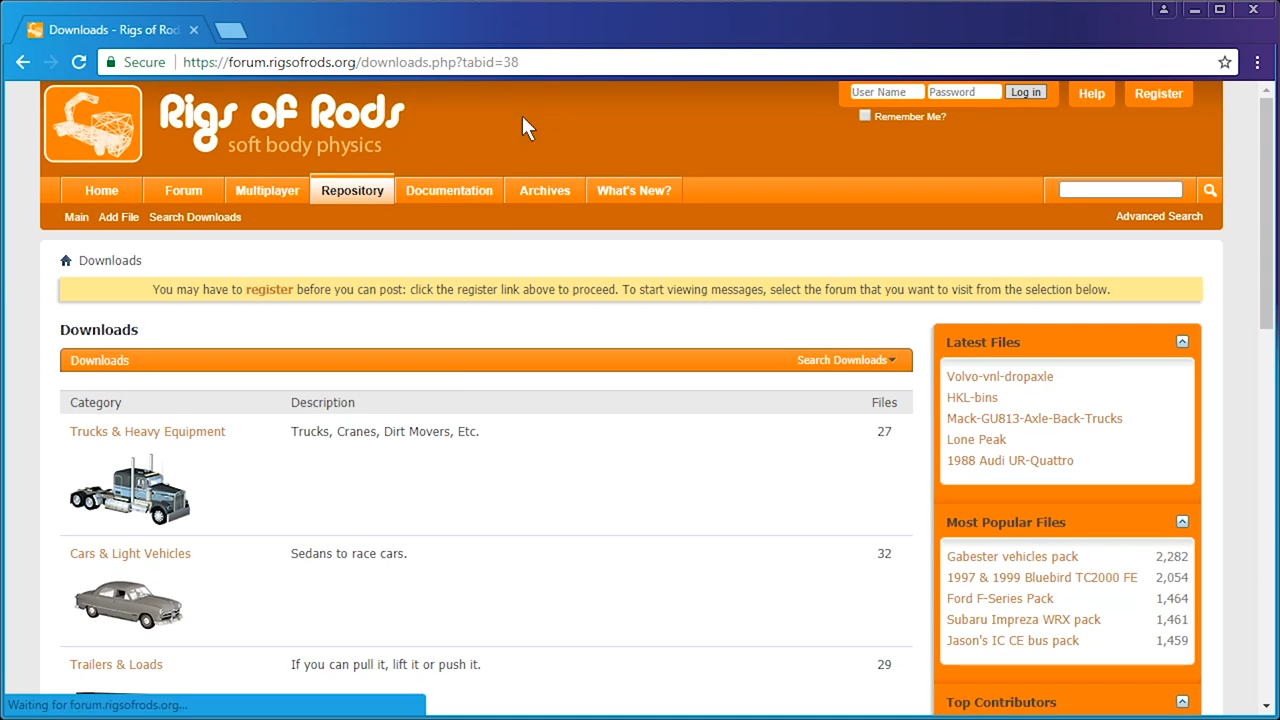 Downloads - Rigs of Rod
Secure https://forum.rigsofrods.org/downloads.php?tabid=38
Rigs of Rods
soft body physics
User Name Password Log in Help Register
Remember Me?
Home Forum Multiplayer Repository Documentation Archives What's New?
Main Add File Search Downloads Advanced Search
Downloads
You may have to register before you can post: click the register link above to proceed. To start viewing messages, select the forum that you want to visit from the selection below.
Downloads
Downloads Search Downloads
Category Description Files
Trucks & Heavy Equipment Trucks, Cranes, Dirt Movers, Etc. 27
Cars & Light Vehicles Sedans to race cars. 32
Trailers & Loads If you can pull it, lift it or push it. 29
Latest Files
Volvo-vnl-dropaxle
HKL-bins
Mack-GU813-Axle-Back-Trucks
Lone Peak
1988 Audi UR-Quattro
Most Popular Files
Gabester vehicles pack 2,282
1997 & 1999 Bluebird TC2000 FE 2,054
Ford F-Series Pack 1,464
Subaru Impreza WRX pack 1,461
Jason's IC CE bus pack 1,459
Top Contributors
Waiting for forum.rigsofrods.org...